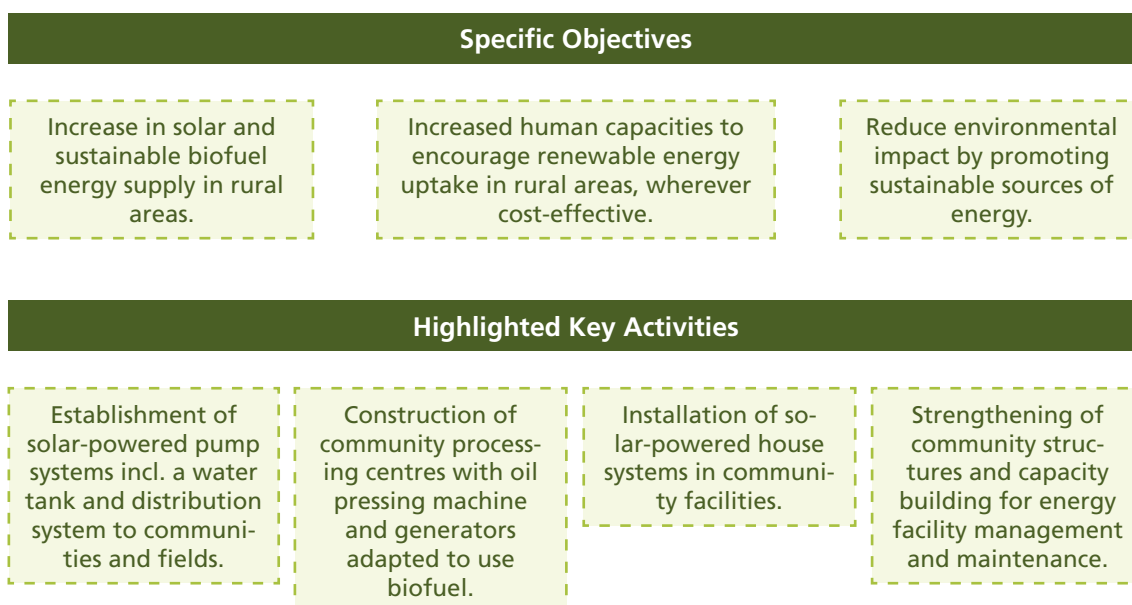 Specific Objectives
Increase in solar and
sustainable biofuel
energy supply in rural
areas.
Increased human capacities to
encourage renewable energy
uptake in rural areas, wherever
cost-effective.
Reduce environmental
impact by promoting
sustainable sources of
energy.
Highlighted Key Activities
Establishment of
solar-powered pump
systems incl. a water
tank and distribution
system to communi-
ties and fields.
Construction of
community process-
ing centres with oil
pressing machine
and generators
adapted to use
biofuel.
Installation of so-
lar-powered house
systems in communi-
ty facilities.
Strengthening of
community struc-
tures and capacity
building for energy
facility management
and maintenance.